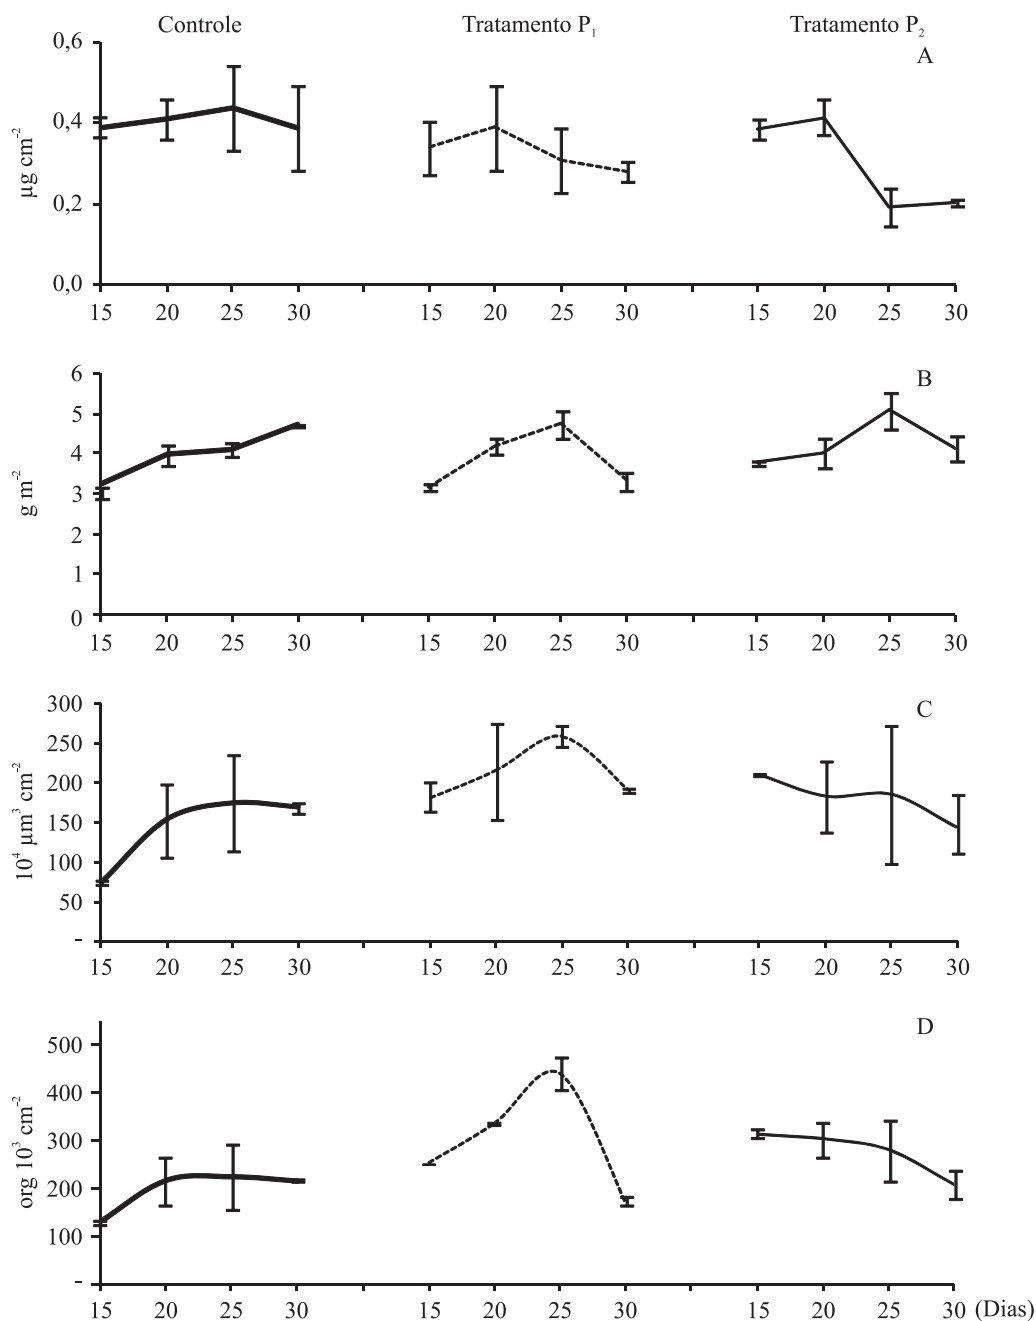 Controle Tratamento P₁ Tratamento P₂
A
0,6
0,4
0,2
0,0
µg cm⁻²
15 20 25 30 15 20 25 30 15 20 25 30
B
6
5
4
3
2
1
0
g m⁻²
15 20 25 30 15 20 25 30 15 20 25 30
C
300
250
200
150
100
50
-
10⁴ µm³ cm⁻²
15 20 25 30 15 20 25 30 15 20 25 30
D
500
400
300
200
100
-
org 10³ cm⁻²
15 20 25 30 15 20 25 30 15 20 25 30 (Dias)